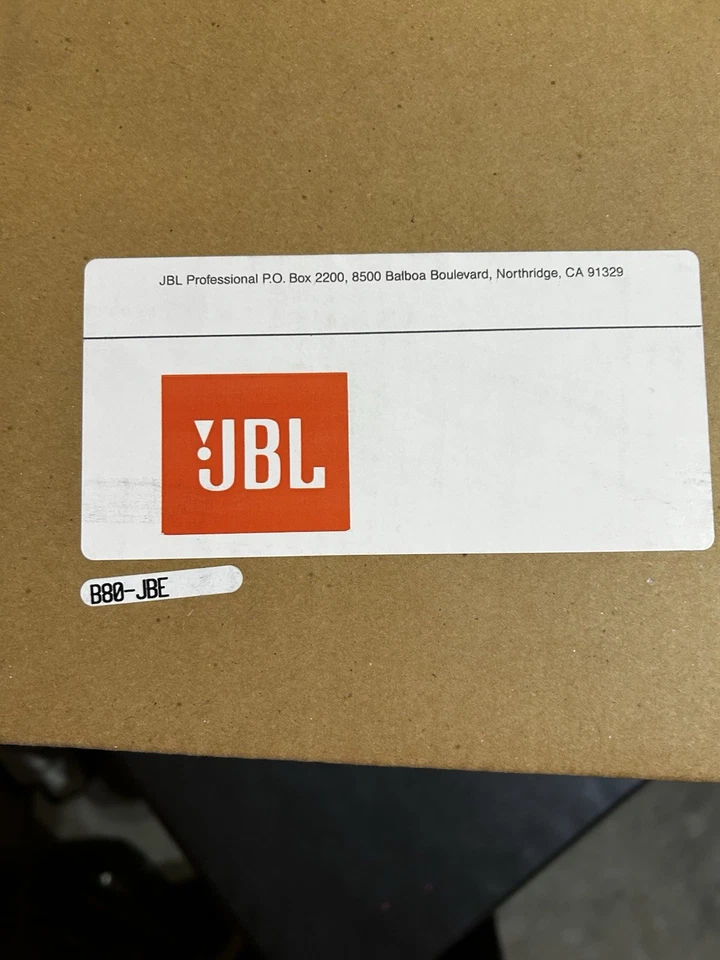 JBL Professional P.O. Box 2200, 8500 Balboa Boulevard, Northridge, CA 91329
JBL
B80-JBE